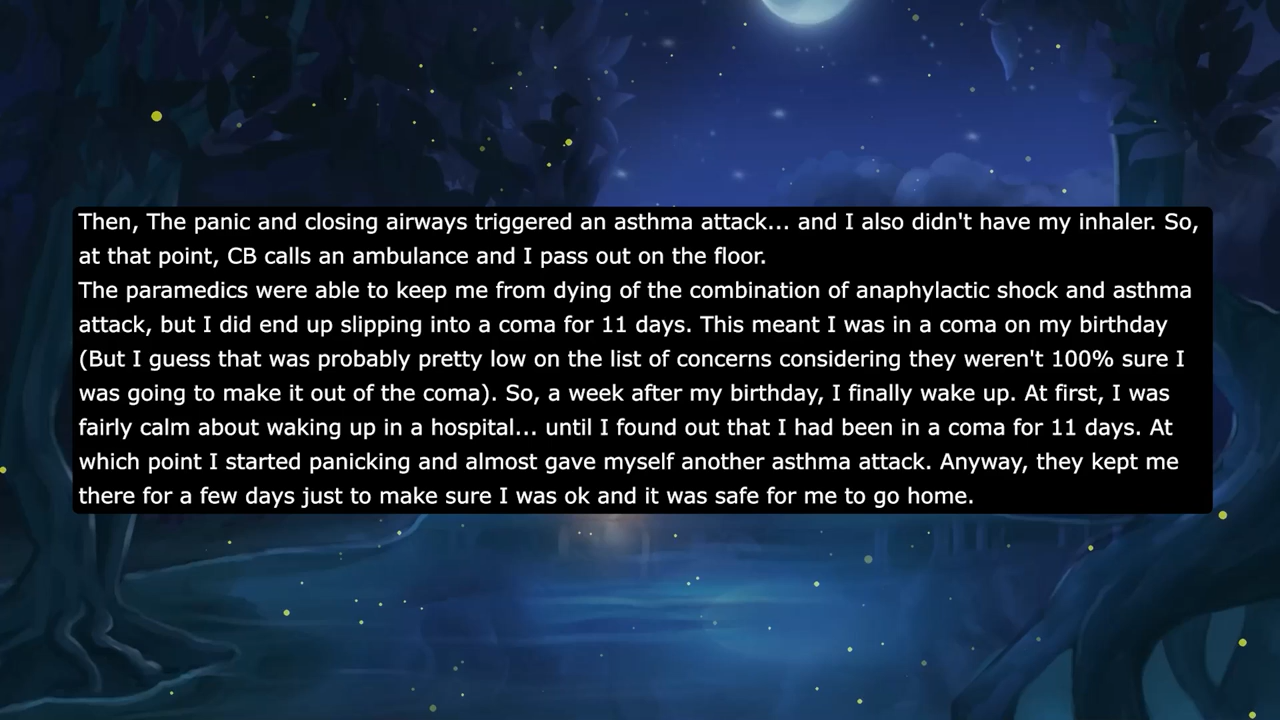 Then, The panic and closing airways triggered an asthma attack... and I also didn't have my inhaler. So,
at that point, CB calls an ambulance and I pass out on the floor.
The paramedics were able to keep me from dying of the combination of anaphylactic shock and asthma
attack, but I did end up slipping into a coma for 11 days. This meant I was in a coma on my birthday
(But I guess that was probably pretty low on the list of concerns considering they weren't 100% sure I
was going to make it out of the coma). So, a week after my birthday, I finally wake up. At first, I was
fairly calm about waking up in a hospital... until I found out that I had been in a coma for 11 days. At
which point I started panicking and almost gave myself another asthma attack. Anyway, they kept me
there for a few days just to make sure I was ok and it was safe for me to go home.